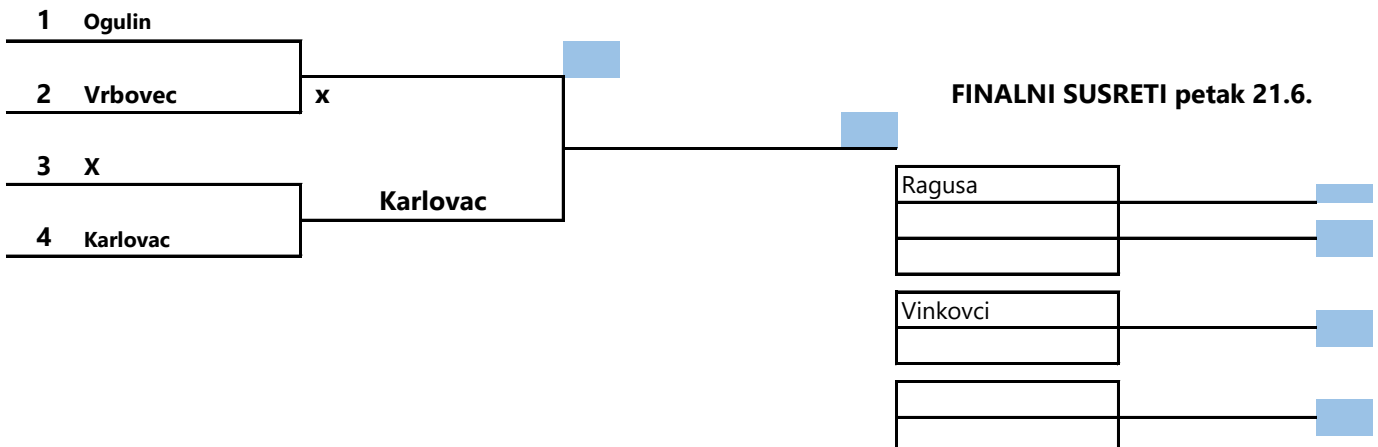 1 Ogulin
2 Vrbovec
x
FINALNI SUSRETI petak 21.6.
3 X
Karlovac
4 Karlovac
Ragusa
Vinkovci